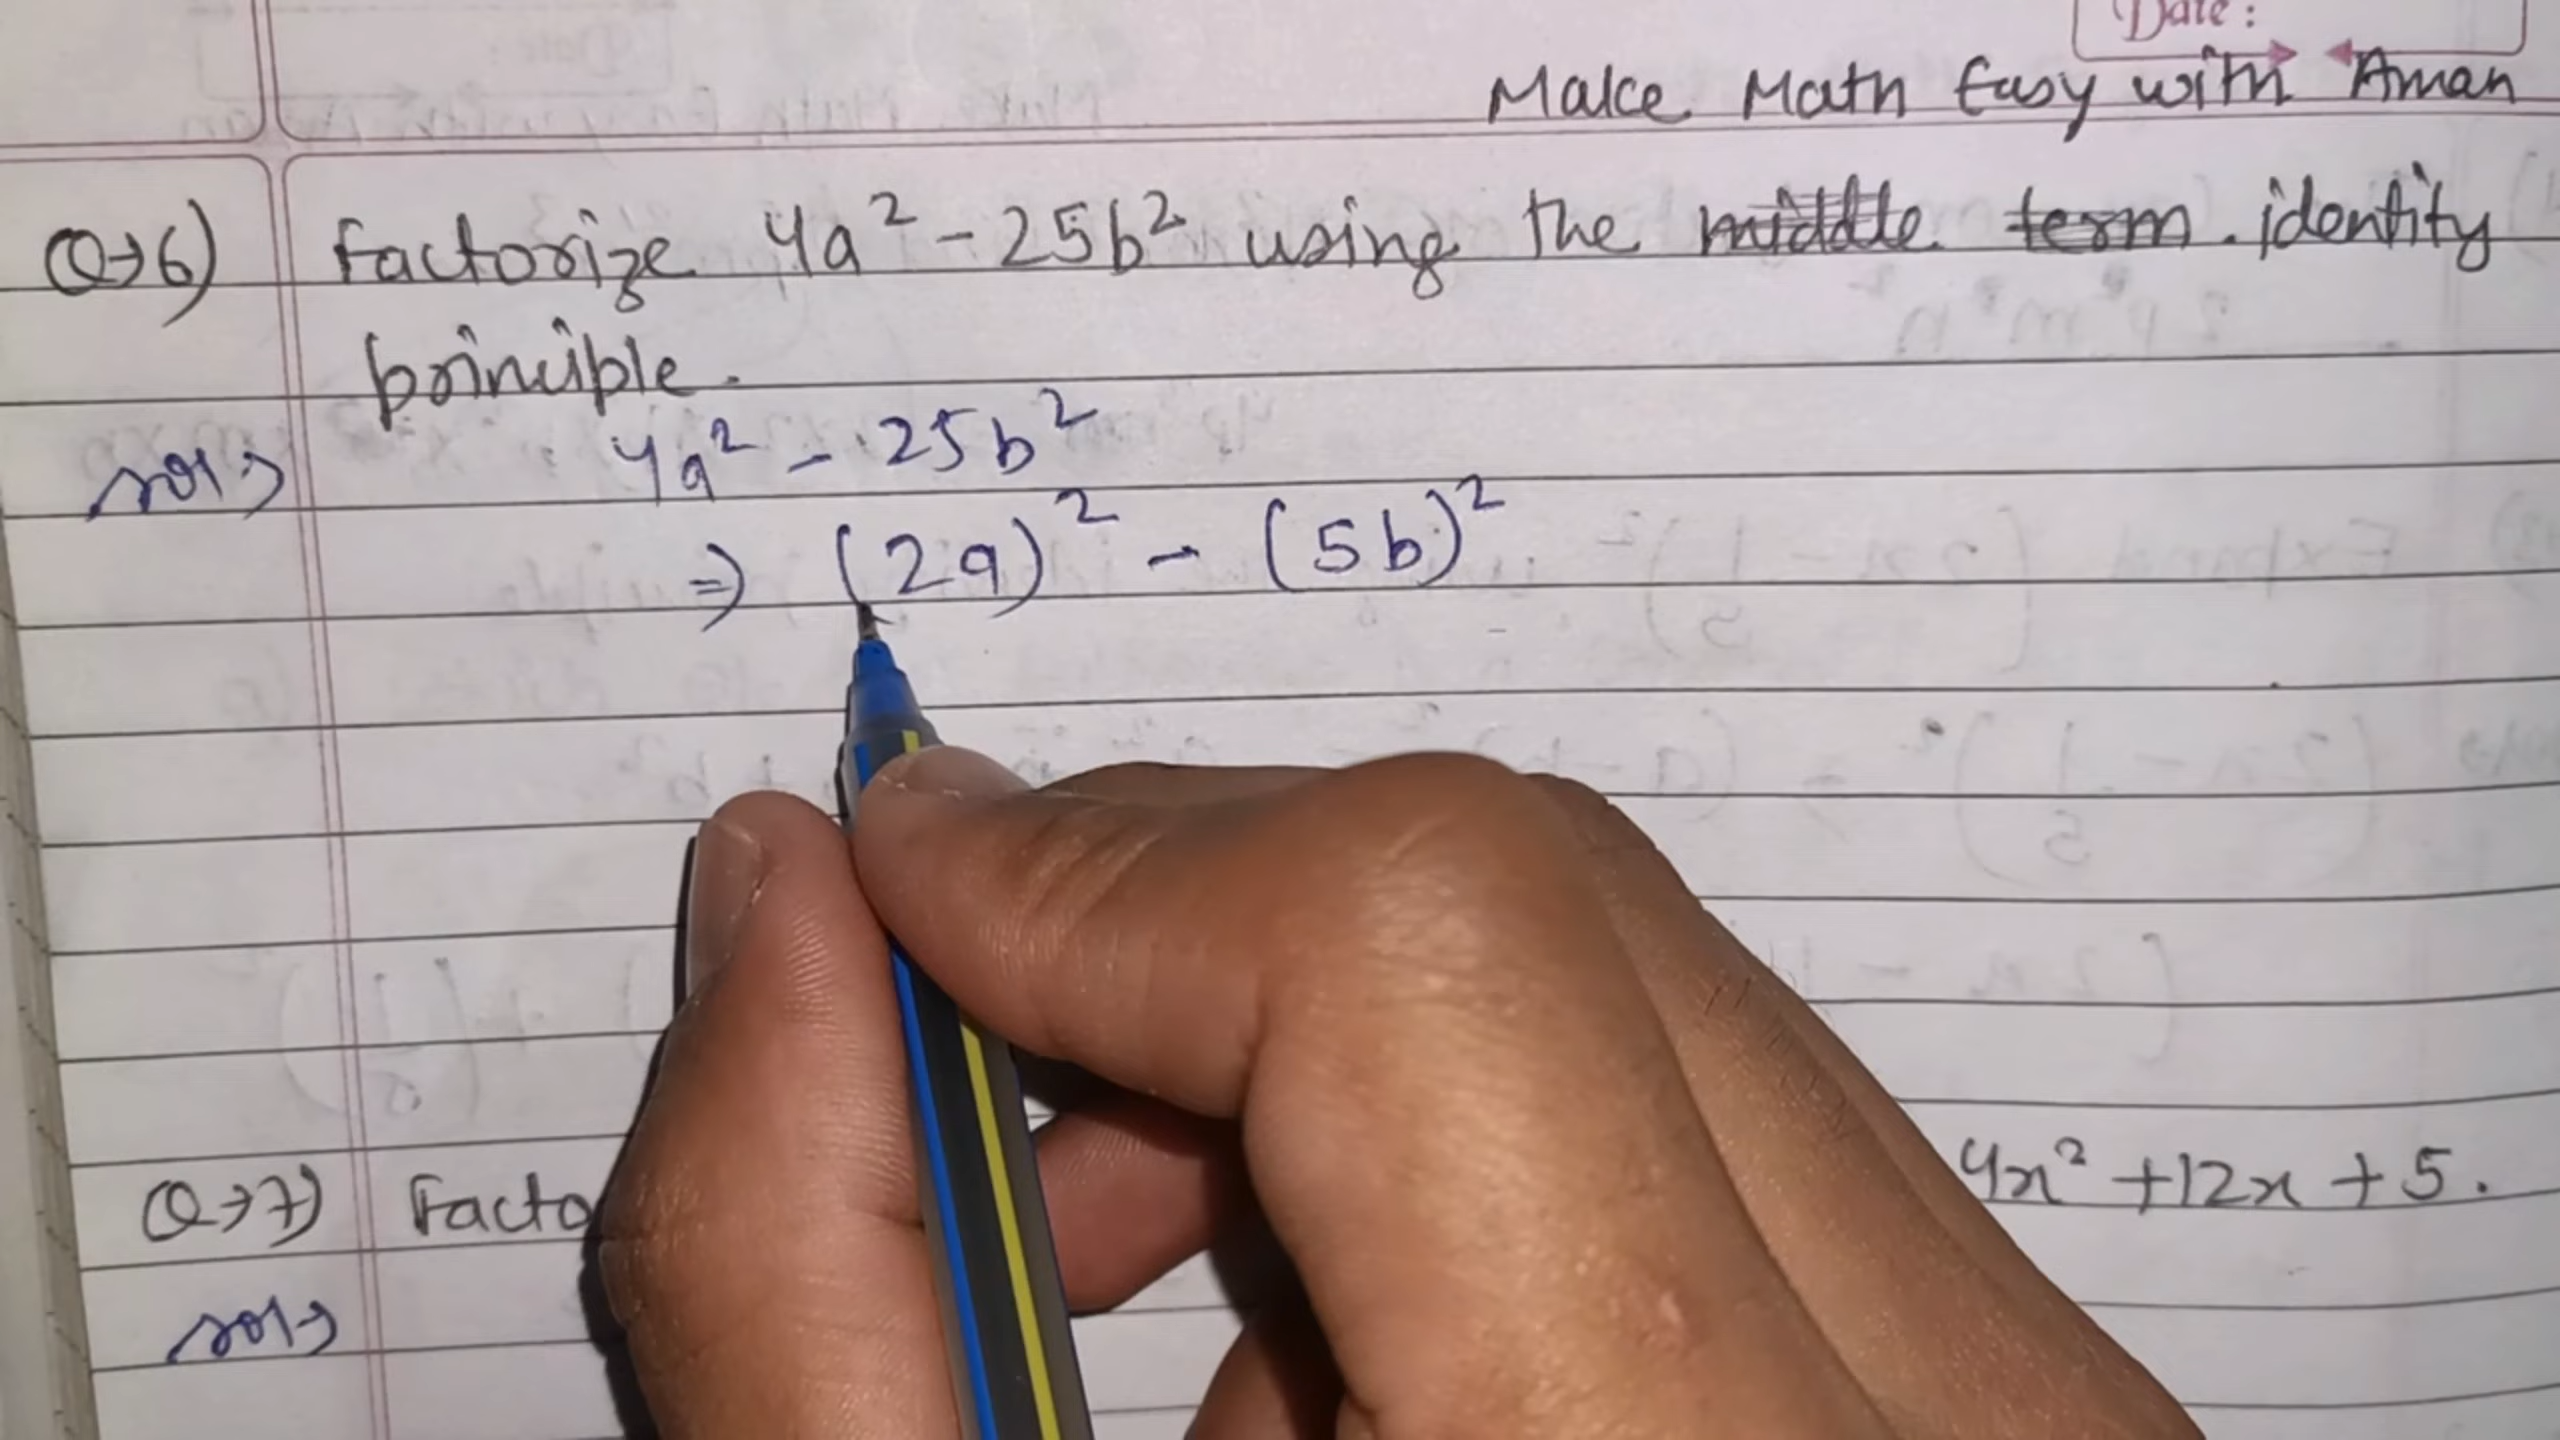 Date:
Make Math Easy with Aman
Q→6) Factorize 4a² - 25b² using the middle term. identity
principle.
sol→ 4a² - 25b²
⇒ (2a)² - (5b)²
Q→7) Facto 4x² +12x +5.
sol→